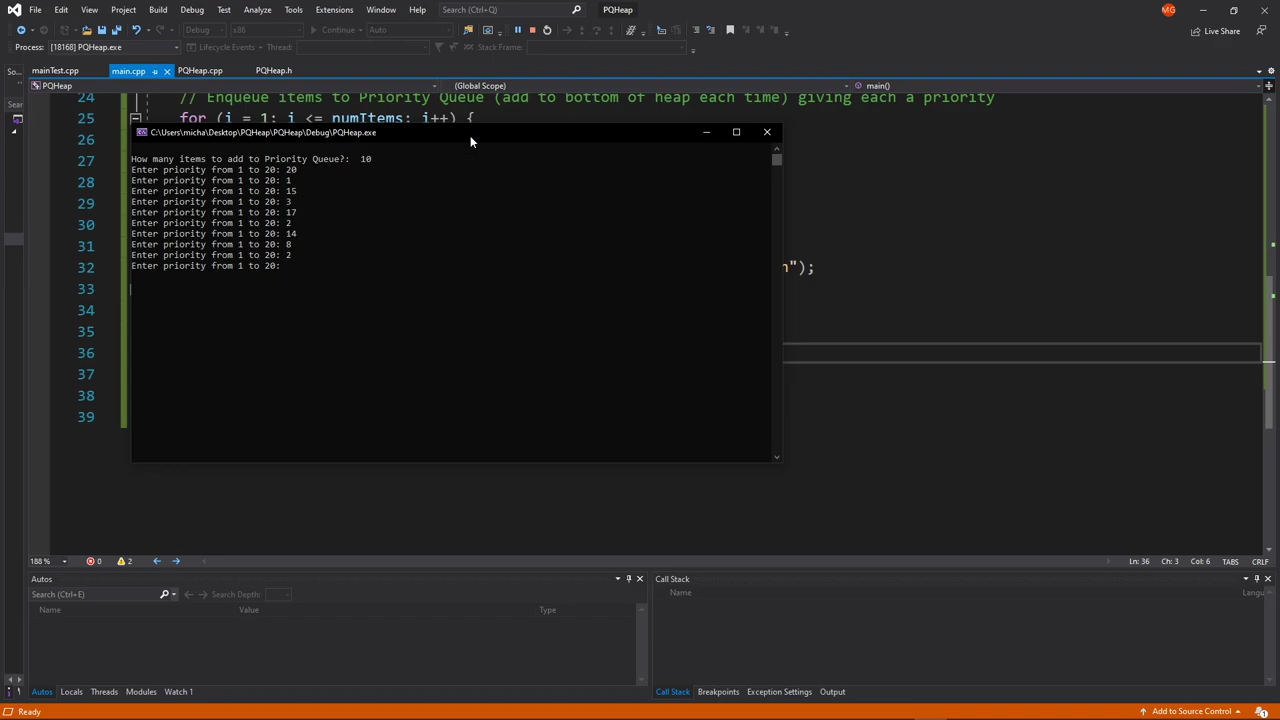 File Edit View Project Build Debug Test Analyze Tools Extensions Window Help Search (Ctrl+Q) PQHeap MG
Debug x86 Continue Auto Live Share
Process: [18168] PQHeap.exe Lifecycle Events Thread: Stack Frame:
So... mainTest.cpp main.cpp PQHeap.cpp PQHeap.h
PQHeap (Global Scope) main()
Sear
24 // Enqueue items to Priority Queue (add to bottom of heap each time) giving each a priority
25 for (i = 1; i <= numItems; i++) {
26
27
28
29
30
31
32 n");
33
34
35
36
37
38
39
C:\Users\micha\Desktop\PQHeap\PQHeap\Debug\PQHeap.exe
How many items to add to Priority Queue?: 10
Enter priority from 1 to 20: 20
Enter priority from 1 to 20: 1
Enter priority from 1 to 20: 15
Enter priority from 1 to 20: 3
Enter priority from 1 to 20: 17
Enter priority from 1 to 20: 2
Enter priority from 1 to 20: 14
Enter priority from 1 to 20: 8
Enter priority from 1 to 20: 2
Enter priority from 1 to 20:
188 % 0 2 Ln: 36 Ch: 3 Col: 6 TABS CRLF
Autos
Search (Ctrl+E) Search Depth:
Name Value Type
Call Stack
Name Langu
Autos Locals Threads Modules Watch 1
Call Stack Breakpoints Exception Settings Output
Ready Add to Source Control 1